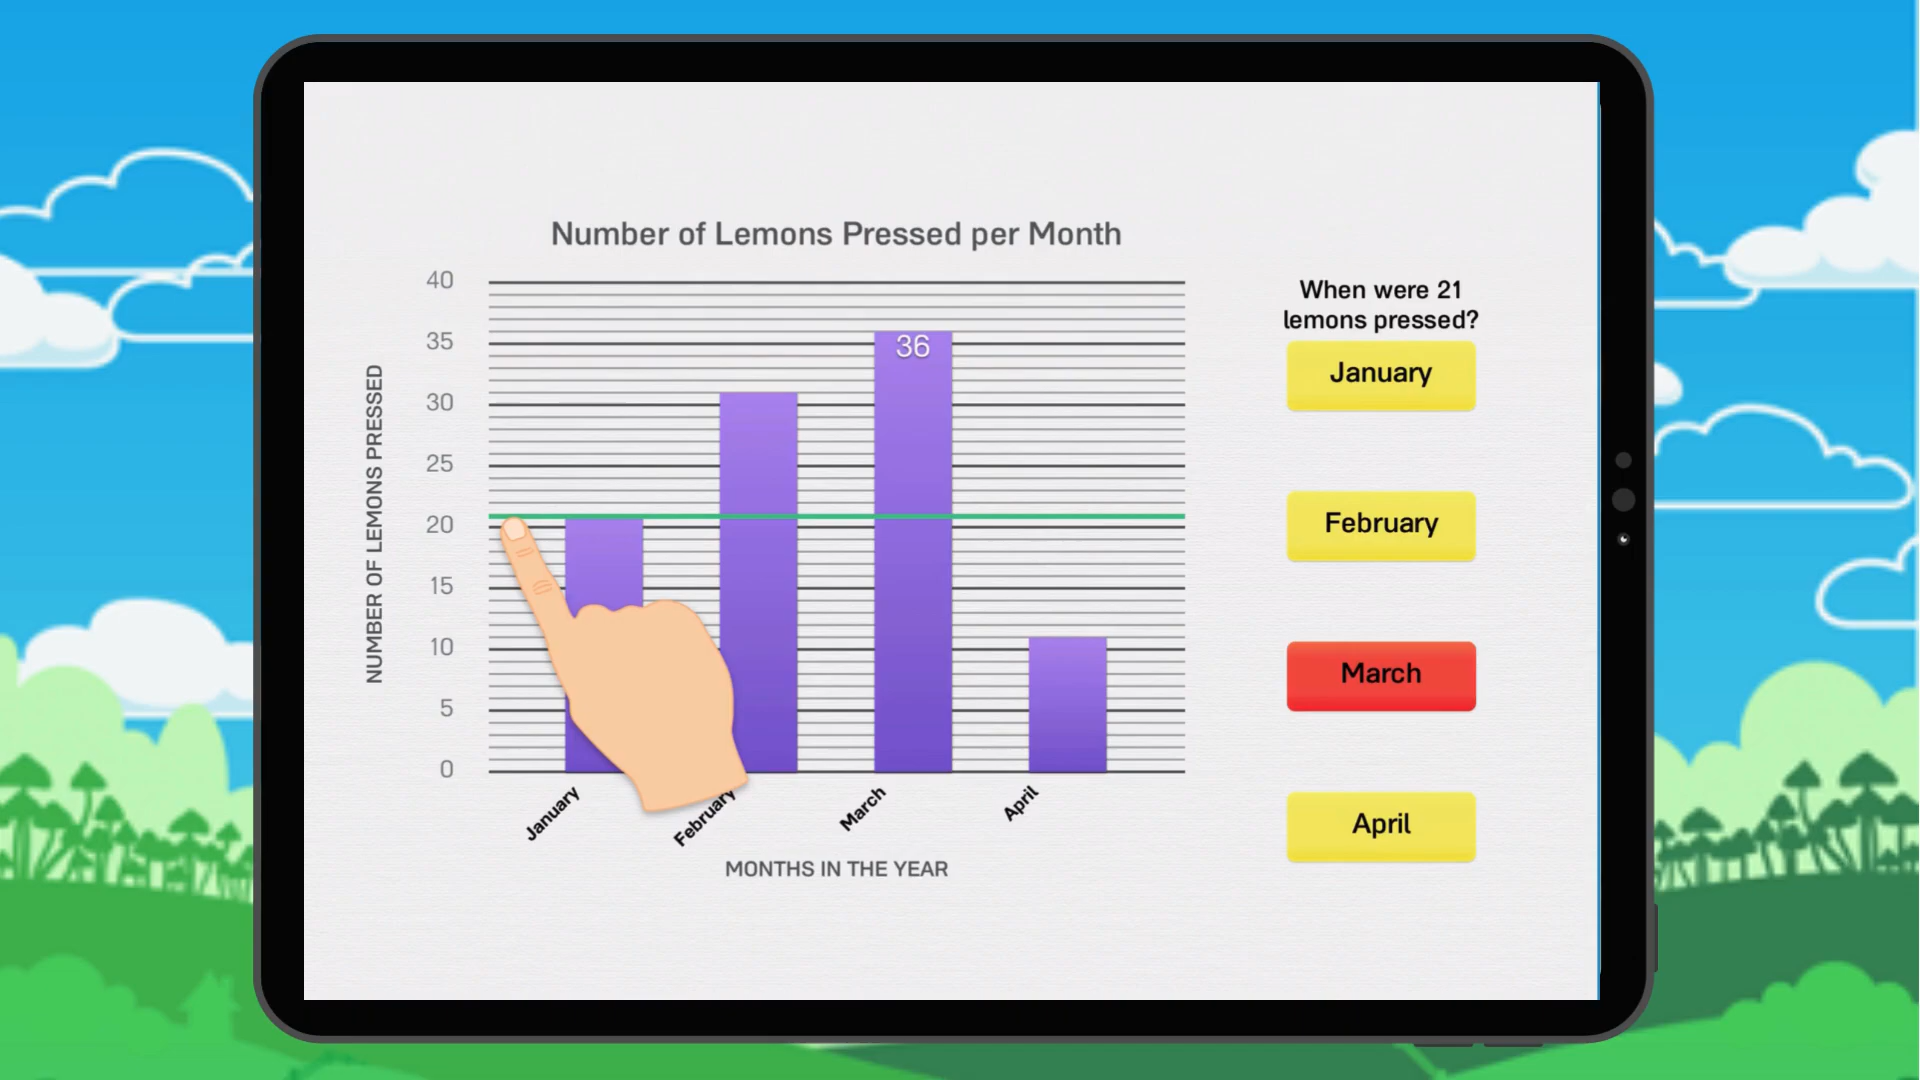 Number of Lemons Pressed per Month
40
35
30
25
20
15
10
5
0
NUMBER OF LEMONS PRESSED
36
January
February
March
April
MONTHS IN THE YEAR
When were 21
lemons pressed?
January
February
March
April